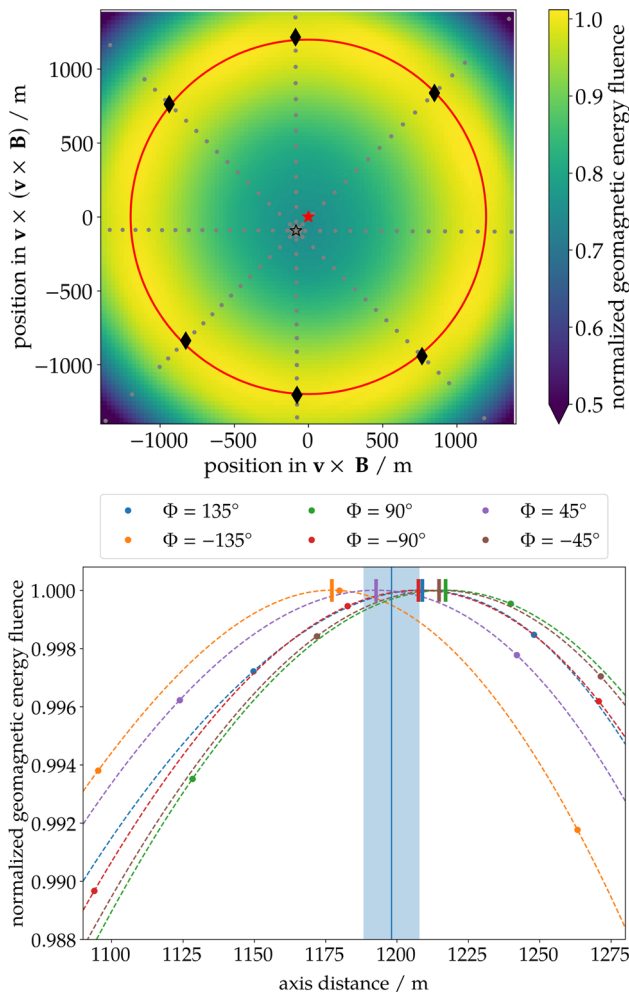 1000
500
0
−500
−1000
position in v × (v × B) / m
−1000 −500 0 500 1000
position in v × B / m
1.0
0.9
0.8
0.7
0.6
0.5
normalized geomagnetic energy fluence
Φ = 135° Φ = 90° Φ = 45°
Φ = −135° Φ = −90° Φ = −45°
1.000
0.998
0.996
0.994
0.992
0.990
0.988
normalized geomagnetic energy fluence
1100 1125 1150 1175 1200 1225 1250 1275
axis distance / m